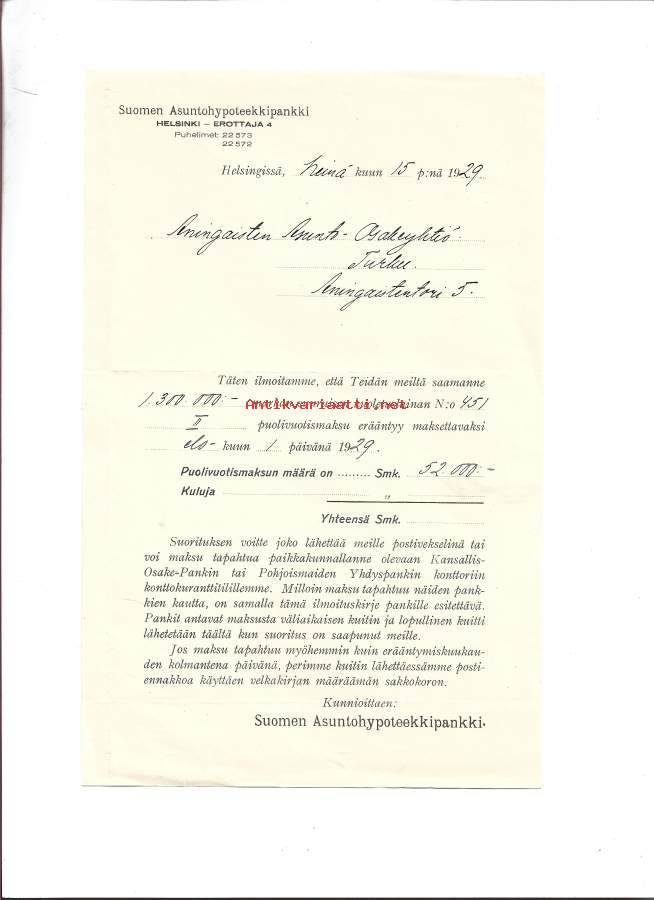 Suomen Asuntohypoteekkipankki
HELSINKI — EROTTAJA 4
Puhelimet: 22573
22572
Helsingissä, heinä kuun 15 p:nä 1929.
Aningaisten Asunto-Osakeyhtiö.
Turku.
Aningaistentori 5.
Täten ilmoitamme, että Teidän meiltä saamanne
1.300.000:- N:o 451
Antikvariaatti.net
II puolivuotismaksu erääntyy maksettavaksi
elo- kuun 1 päivänä 1929.
Puolivuotismaksun määrä on ......... Smk. 52.000:-
Kuluja „
Yhteensä Smk.
Suorituksen voitte joko lähettää meille postivekselinä tai
voi maksu tapahtua paikkakunnallanne olevaan Kansallis-
Osake-Pankin tai Pohjoismaiden Yhdyspankin konttoriin
konttokuranttitilillemme. Milloin maksu tapahtuu näiden pank-
kien kautta, on samalla tämä ilmoituskirje pankille esitettävä.
Pankit antavat maksusta väliaikaisen kuitin ja lopullinen kuitti
lähetetään täältä kun suoritus on saapunut meille.
Jos maksu tapahtuu myöhemmin kuin erääntymiskuukau-
den kolmantena päivänä, perimme kuitin lähettäessämme posti-
ennakkoa käyttäen velkakirjan määräämän sakkokoron.
Kunnioittaen:
Suomen Asuntohypoteekkipankki.